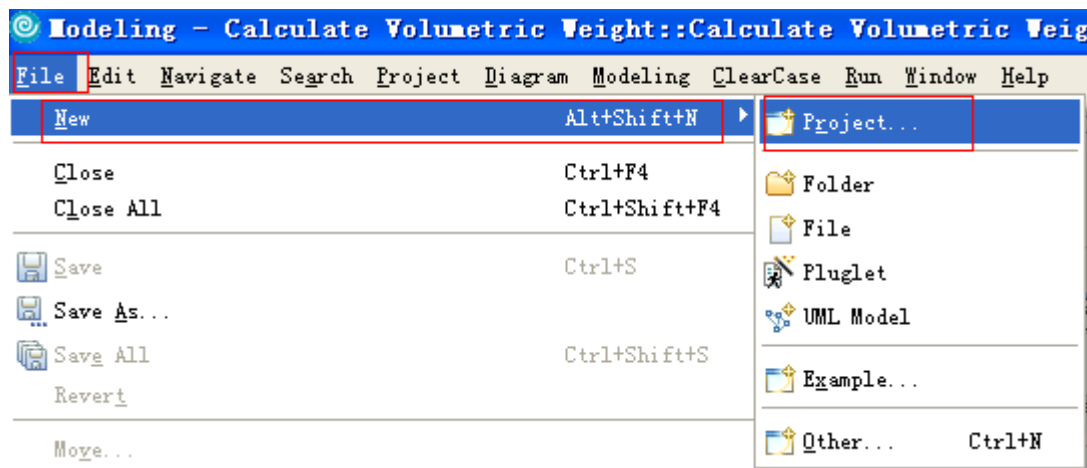 Modeling - Calculate Volumetric Weight::Calculate Volumetric Weig
File Edit Navigate Search Project Diagram Modeling ClearCase Run Window Help
New Alt+Shift+N
Project...
Close Ctrl+F4
Folder
Close All Ctrl+Shift+F4
File
Save Ctrl+S
Pluglet
Save As...
UML Model
Save All Ctrl+Shift+S
Example...
Revert
Other... Ctrl+N
Move...